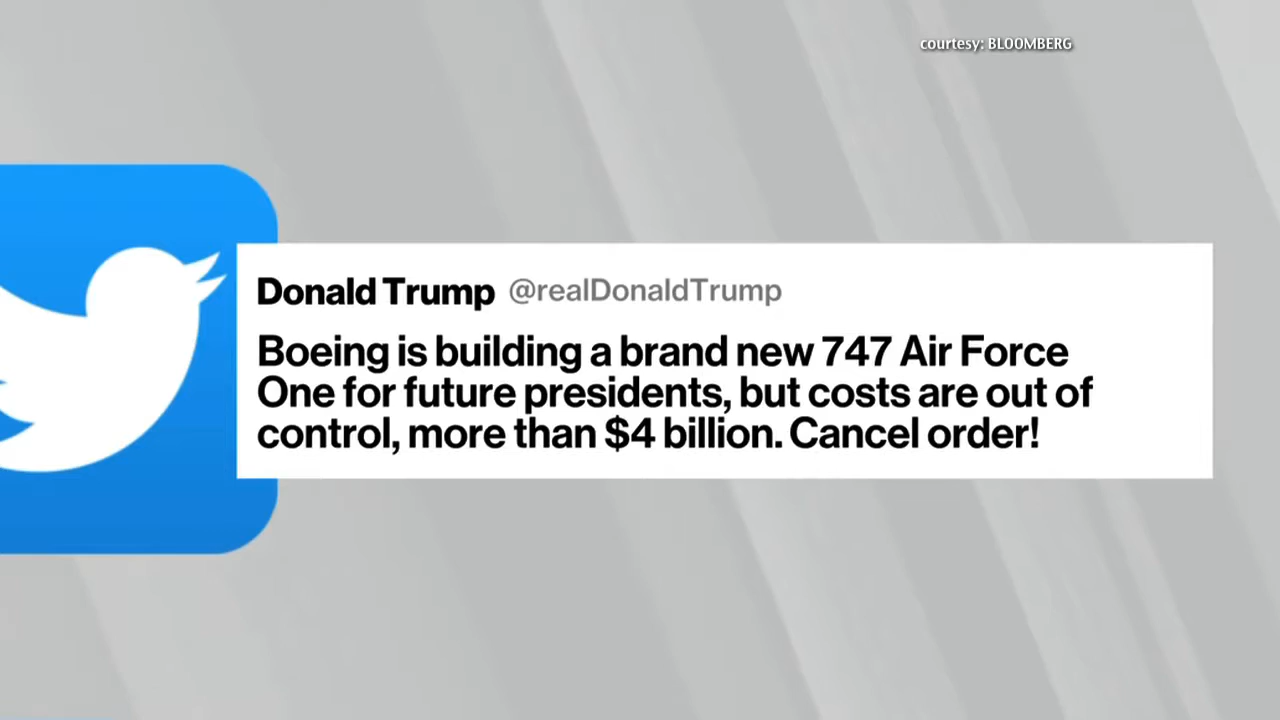 courtesy: BLOOMBERG
Donald Trump @realDonaldTrump
Boeing is building a brand new 747 Air Force
One for future presidents, but costs are out of
control, more than $4 billion. Cancel order!